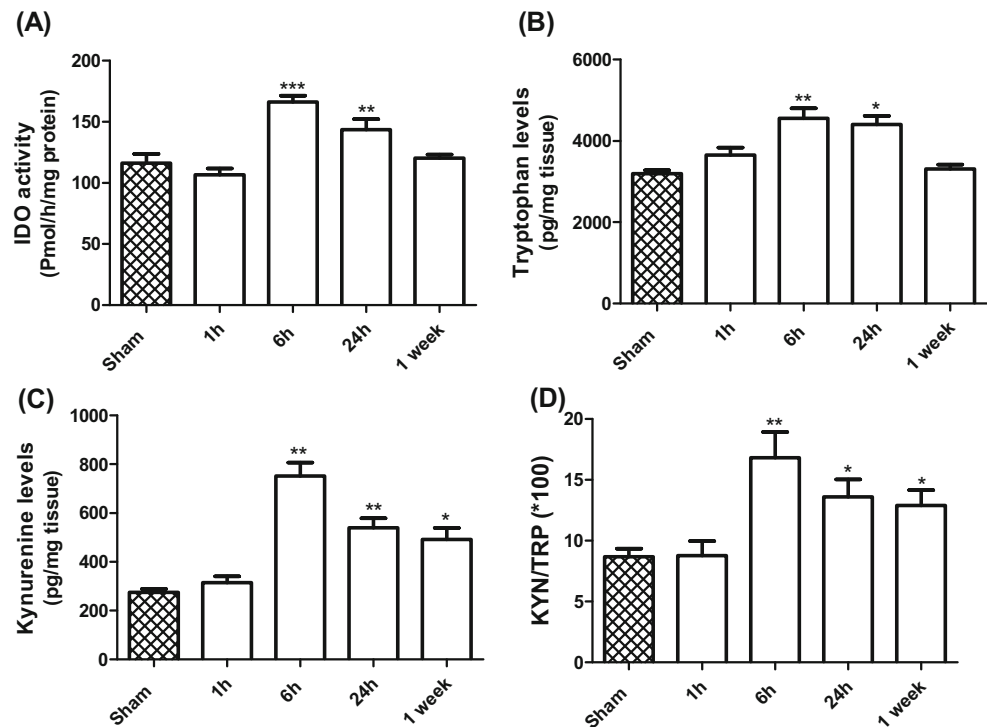 (A)
IDO activity
(Pmol/h/mg protein)
200
150
100
50
0
***
**
Sham
1h
6h
24h
1 week
(B)
Tryptophan levels
(pg/mg tissue)
6000
4000
2000
0
**
*
Sham
1h
6h
24h
1 week
(C)
Kynurenine levels
(pg/mg tissue)
1000
800
600
400
200
0
**
**
*
Sham
1h
6h
24h
1 week
(D)
KYN/TRP (*100)
20
15
10
5
0
**
*
*
Sham
1h
6h
24h
1 week